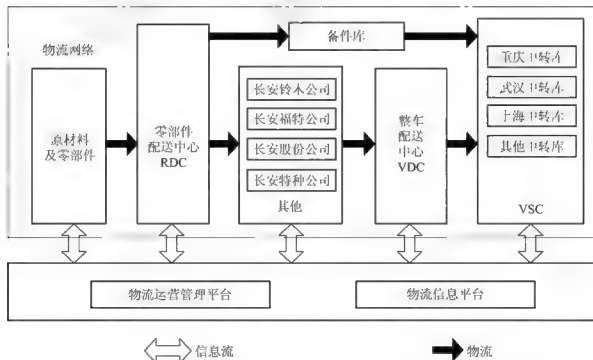 物流网络
备件库
原材料
及零部件
零部件
配送中心
RDC
长安铃木公司
长安福特公司
长安股份公司
长安特种公司
其他
整车
配送
中心
VDC
重庆中转库
武汉中转库
上海中转库
其他中转库
VSC
物流运营管理平台
物流信息平台
信息流
物流